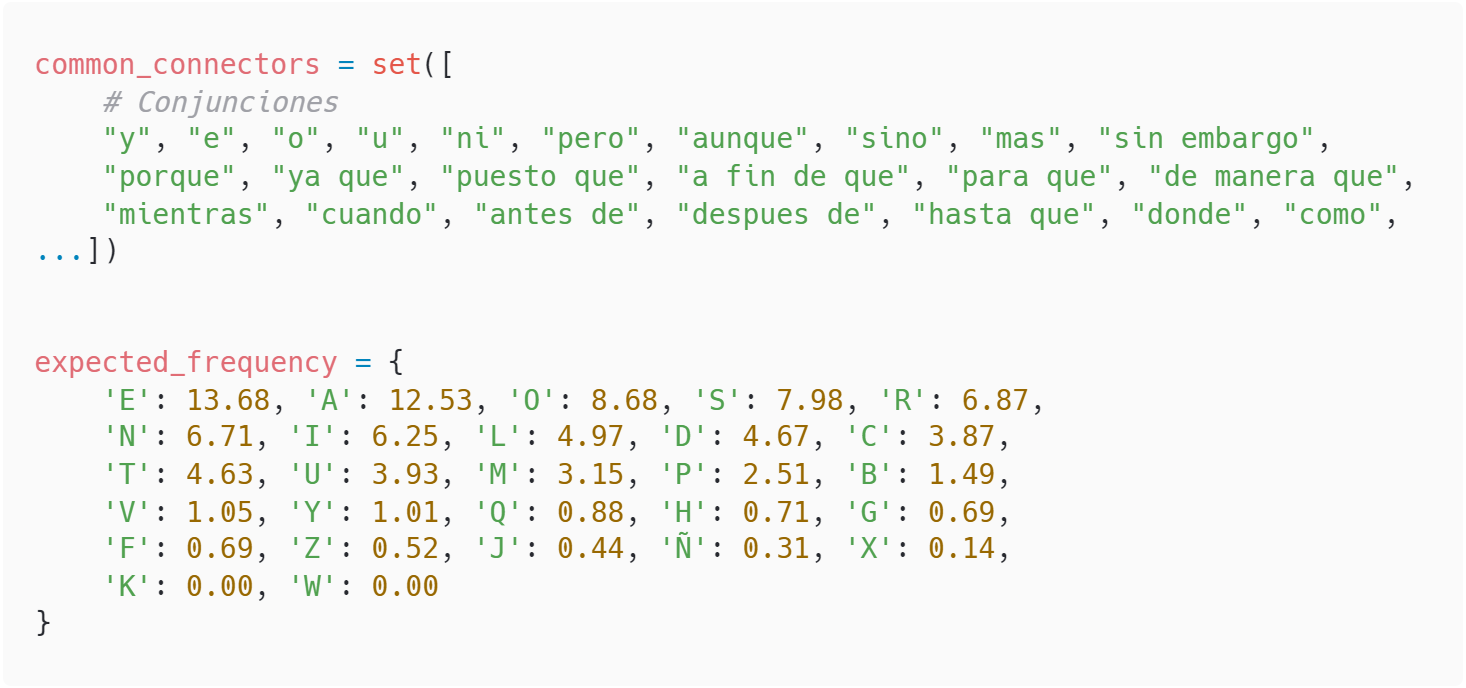 common_connectors = set([
    # Conjunciones
    "y", "e", "o", "u", "ni", "pero", "aunque", "sino", "mas", "sin embargo",
    "porque", "ya que", "puesto que", "a fin de que", "para que", "de manera que",
    "mientras", "cuando", "antes de", "despues de", "hasta que", "donde", "como",
...])
expected_frequency = {
    'E': 13.68, 'A': 12.53, 'O': 8.68, 'S': 7.98, 'R': 6.87,
    'N': 6.71, 'I': 6.25, 'L': 4.97, 'D': 4.67, 'C': 3.87,
    'T': 4.63, 'U': 3.93, 'M': 3.15, 'P': 2.51, 'B': 1.49,
    'V': 1.05, 'Y': 1.01, 'Q': 0.88, 'H': 0.71, 'G': 0.69,
    'F': 0.69, 'Z': 0.52, 'J': 0.44, 'Ñ': 0.31, 'X': 0.14,
    'K': 0.00, 'W': 0.00
}